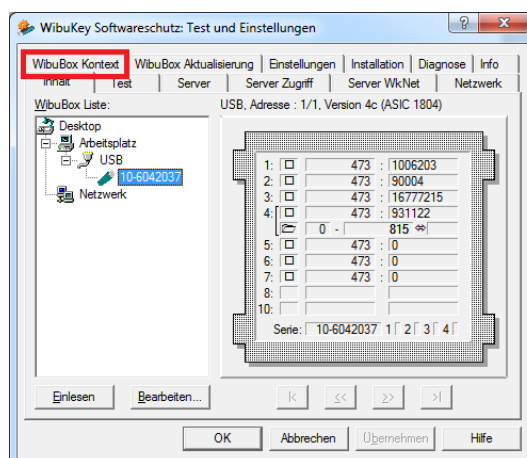 WibuKey Softwareschutz: Test und Einstellungen
WibuBox Kontext WibuBox Aktualisierung Einstellungen Installation Diagnose Info
Inhalt Test Server Server Zugriff Server WkNet Netzwerk
WibuBox Liste: USB, Adresse : 1/1, Version 4c (ASIC 1804)
Desktop
Arbeitsplatz
USB
10-6042037
Netzwerk
1: 473 : 1006203
2: 473 : 90004
3: 473 : 16777215
4: 473 : 931122
0 - 815
5: 473 : 0
6: 473 : 0
7: 473 : 0
8:
10:
Serie: 10-6042037 1 2 3 4
Einlesen Bearbeiten... |< << >> >|
OK Abbrechen Übernehmen Hilfe